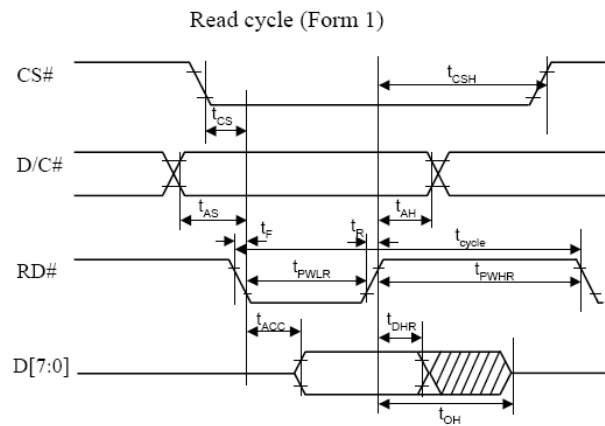 Read cycle (Form 1)
CS#
tCSH
tCS
D/C#
tAS
tF
tR
tAH
tcycle
RD#
tPWLR
tPWHR
tACC
tDHR
D[7:0]
tOH